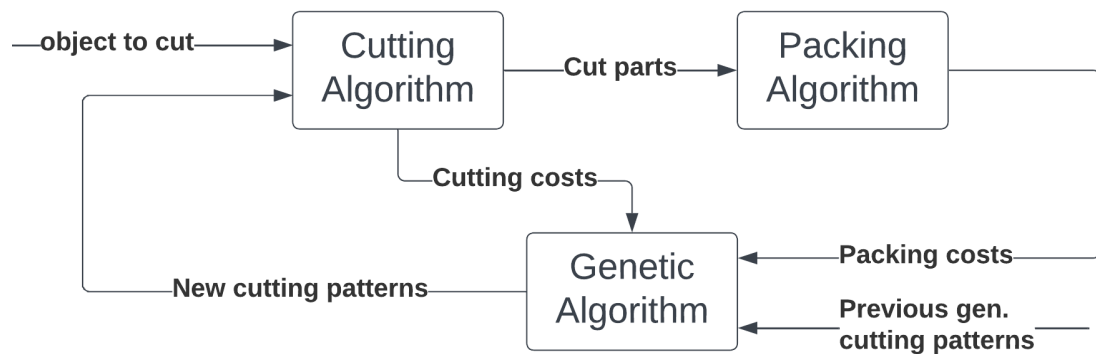 object to cut
Cutting
Algorithm
Cut parts
Packing
Algorithm
Cutting costs
Genetic
Algorithm
Packing costs
New cutting patterns
Previous gen.
cutting patterns